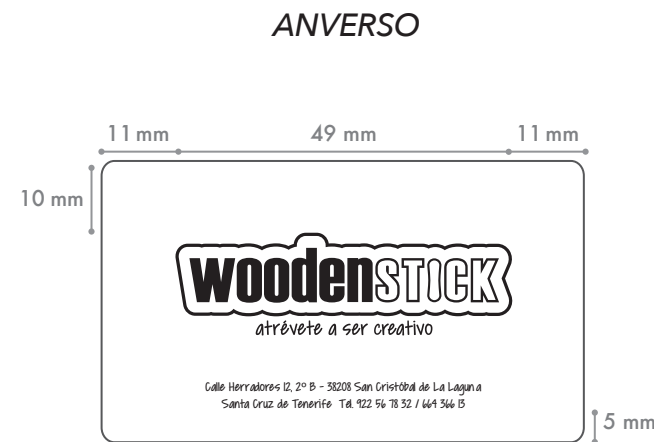 ANVERSO
11 mm 49 mm 11 mm
10 mm
woodenSTICK
atrévete a ser creativo
Calle Herradores 12, 2º B - 38208 San Cristóbal de La Laguna
Santa Cruz de Tenerife Tel. 922 56 78 32 / 664 366 13
5 mm